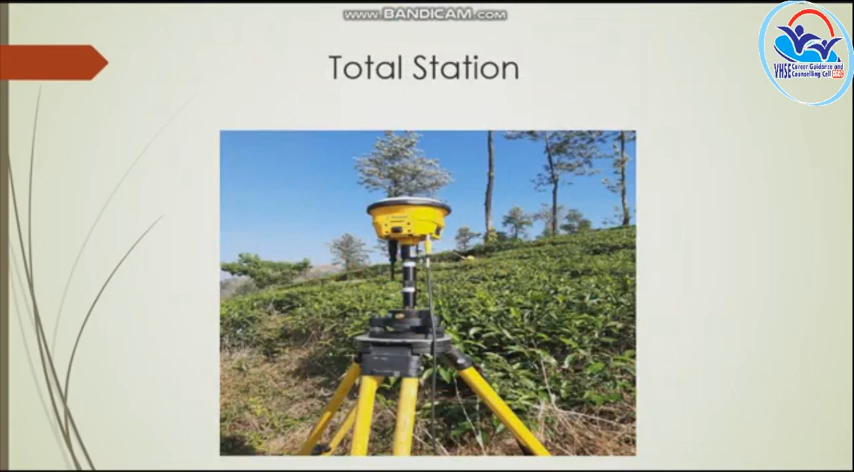 www.BANDICAM.com
Total Station
VHSE Career Guidance and
Counselling Cell